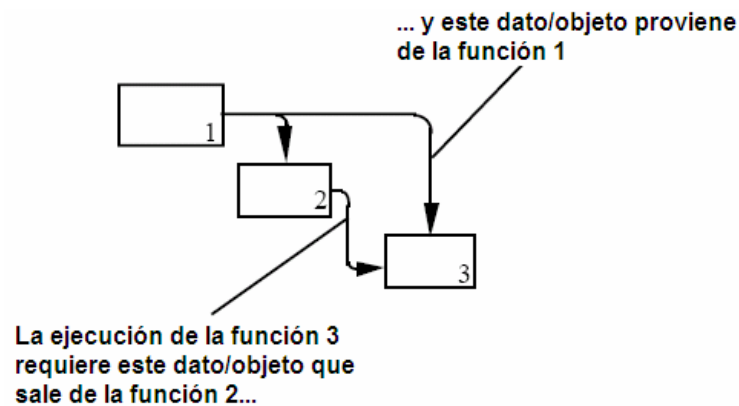 ... y este dato/objeto proviene
de la función 1
1
2
3
La ejecución de la función 3
requiere este dato/objeto que
sale de la función 2...